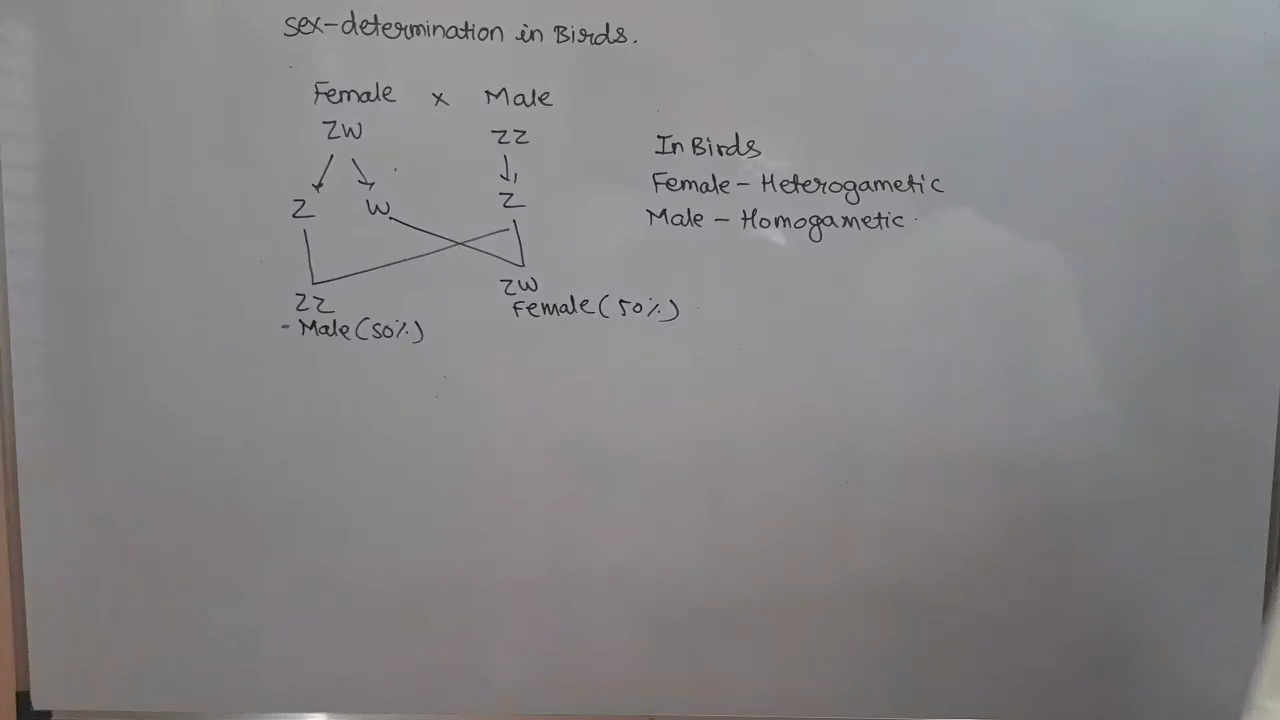 sex-determination in Birds.
Female x Male
ZW ZZ
Z W Z
ZZ ZW
- Male (50%) Female (50%)
In Birds
Female - Heterogametic
Male - Homogametic.